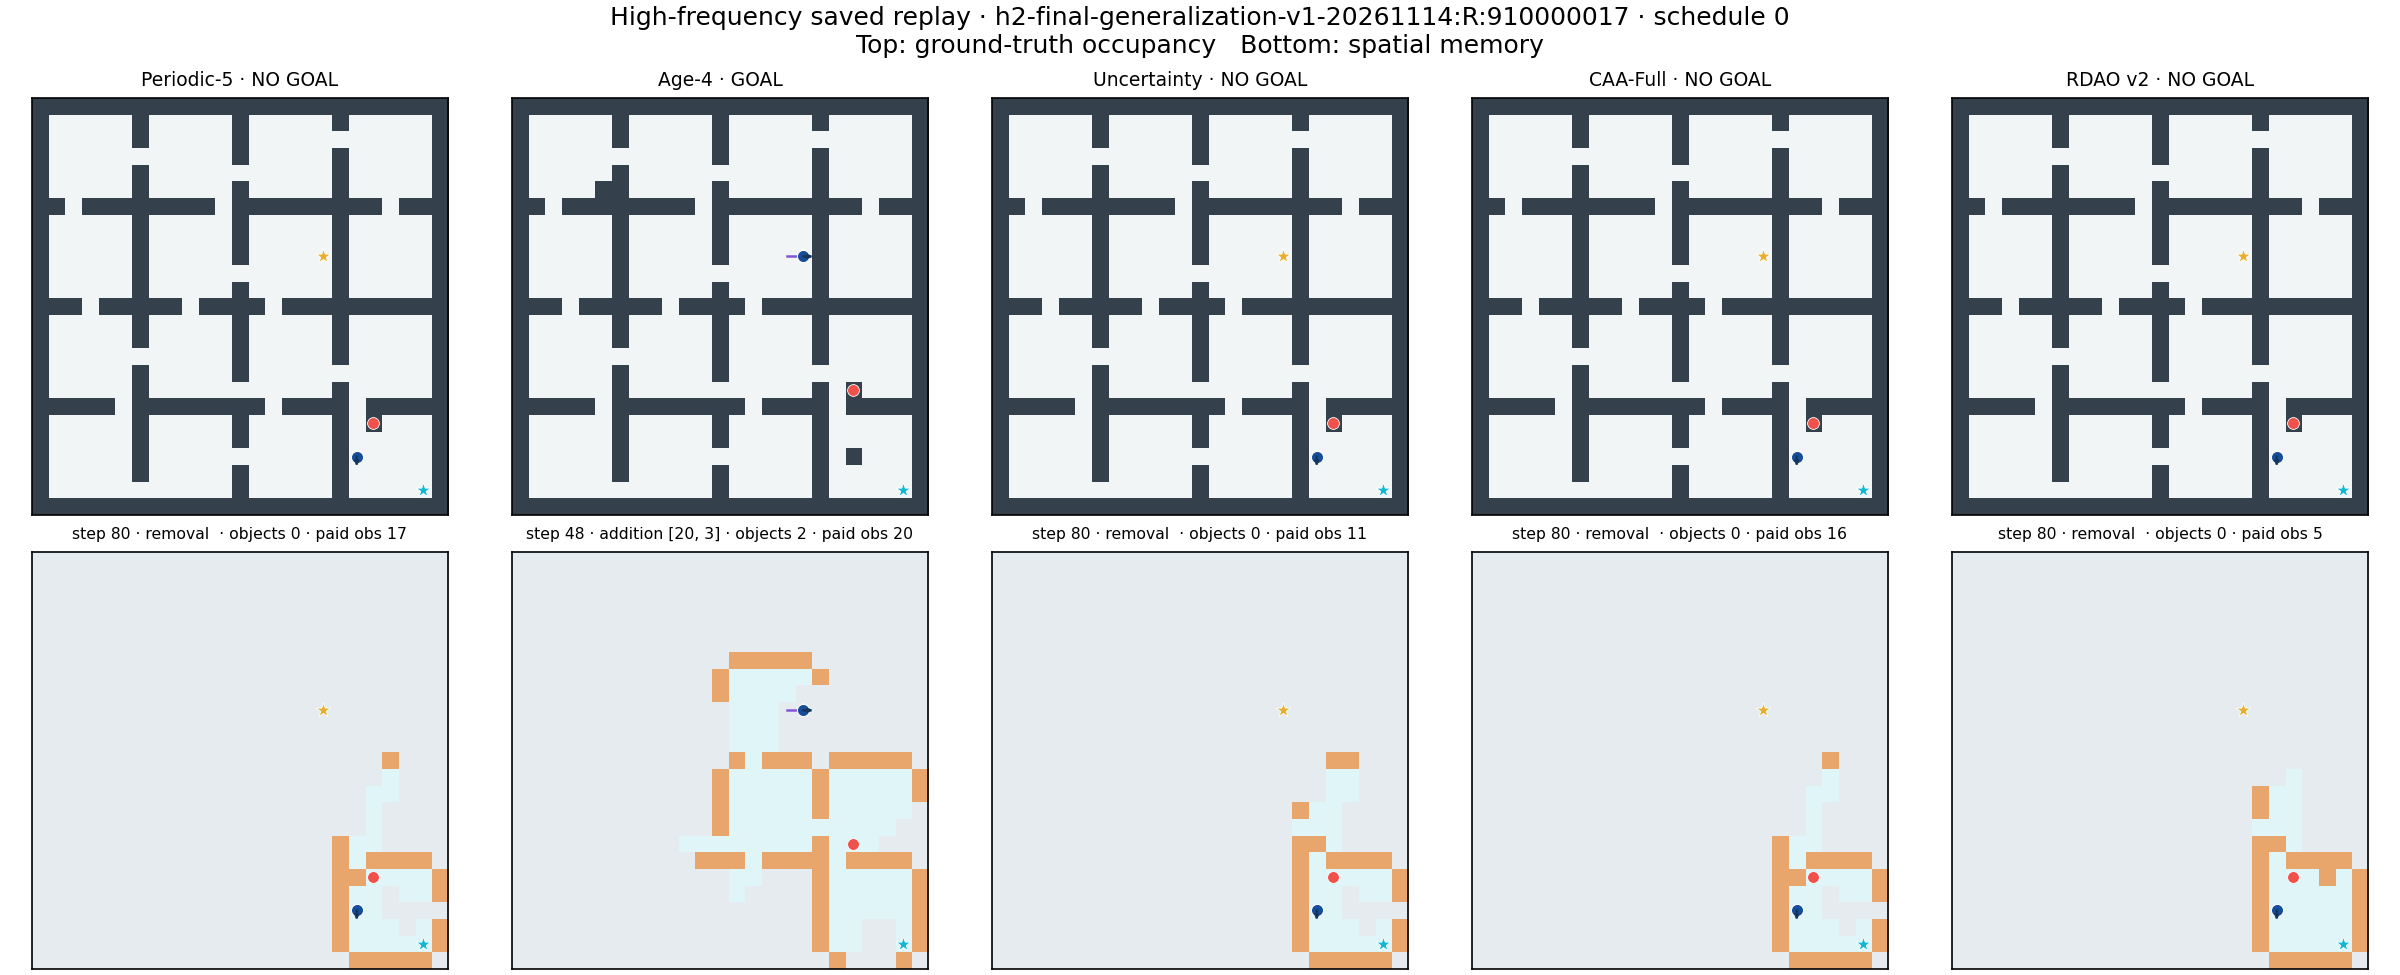 High-frequency saved replay · h2-final-generalization-v1-20261114:R:910000017 · schedule 0
Top: ground-truth occupancy   Bottom: spatial memory
Periodic-5 · NO GOAL
Age-4 · GOAL
Uncertainty · NO GOAL
CAA-Full · NO GOAL
RDAO v2 · NO GOAL
step 80 · removal  · objects 0 · paid obs 17
step 48 · addition [20, 3] · objects 2 · paid obs 20
step 80 · removal  · objects 0 · paid obs 11
step 80 · removal  · objects 0 · paid obs 16
step 80 · removal  · objects 0 · paid obs 5